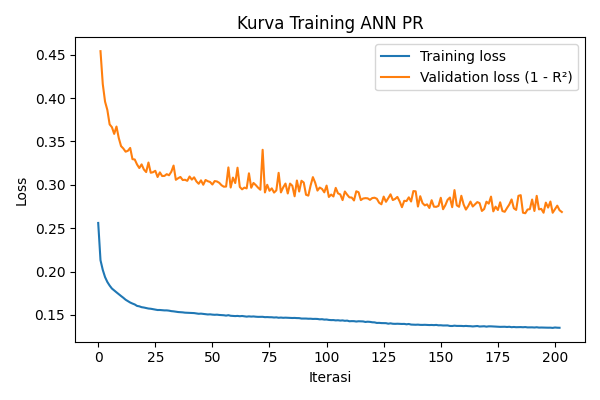 Kurva Training ANN PR
Training loss
Validation loss (1 - R²)
Loss
0.45
0.40
0.35
0.30
0.25
0.20
0.15
0 25 50 75 100 125 150 175 200
Iterasi